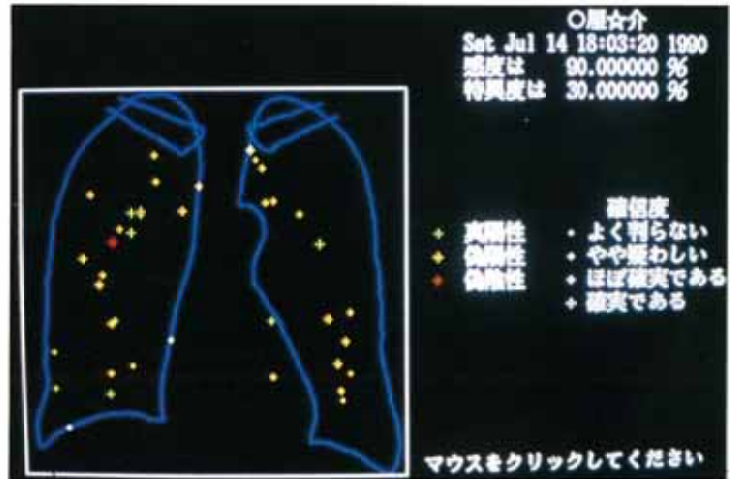 ○屋☆介
Sat Jul 14 18:03:20 1990
感度は 90.000000 %
特異度は 30.000000 %
確信度
真陽性 ・ よく判らない
偽陽性 ・ やや疑わしい
偽陰性 ほぼ確実である
確実である
マウスをクリックしてください